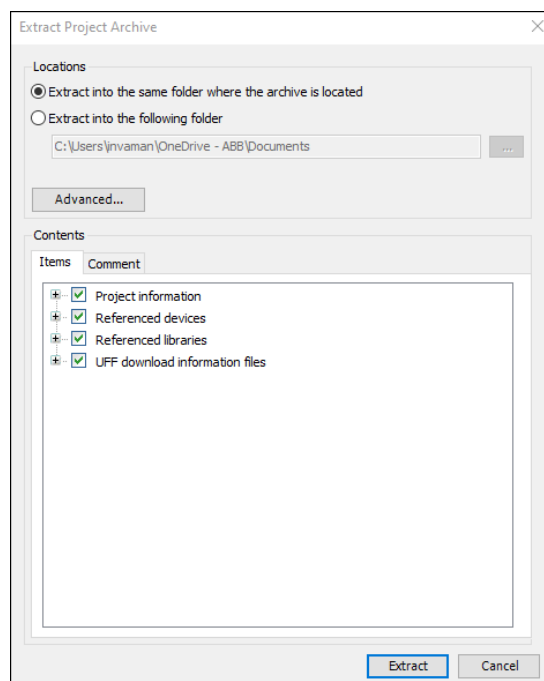 Extract Project Archive
Locations
Extract into the same folder where the archive is located
Extract into the following folder
C:\Users\invaman\OneDrive - ABB\Documents
...
Advanced...
Contents
Items Comment
Project information
Referenced devices
Referenced libraries
UFF download information files
Extract Cancel